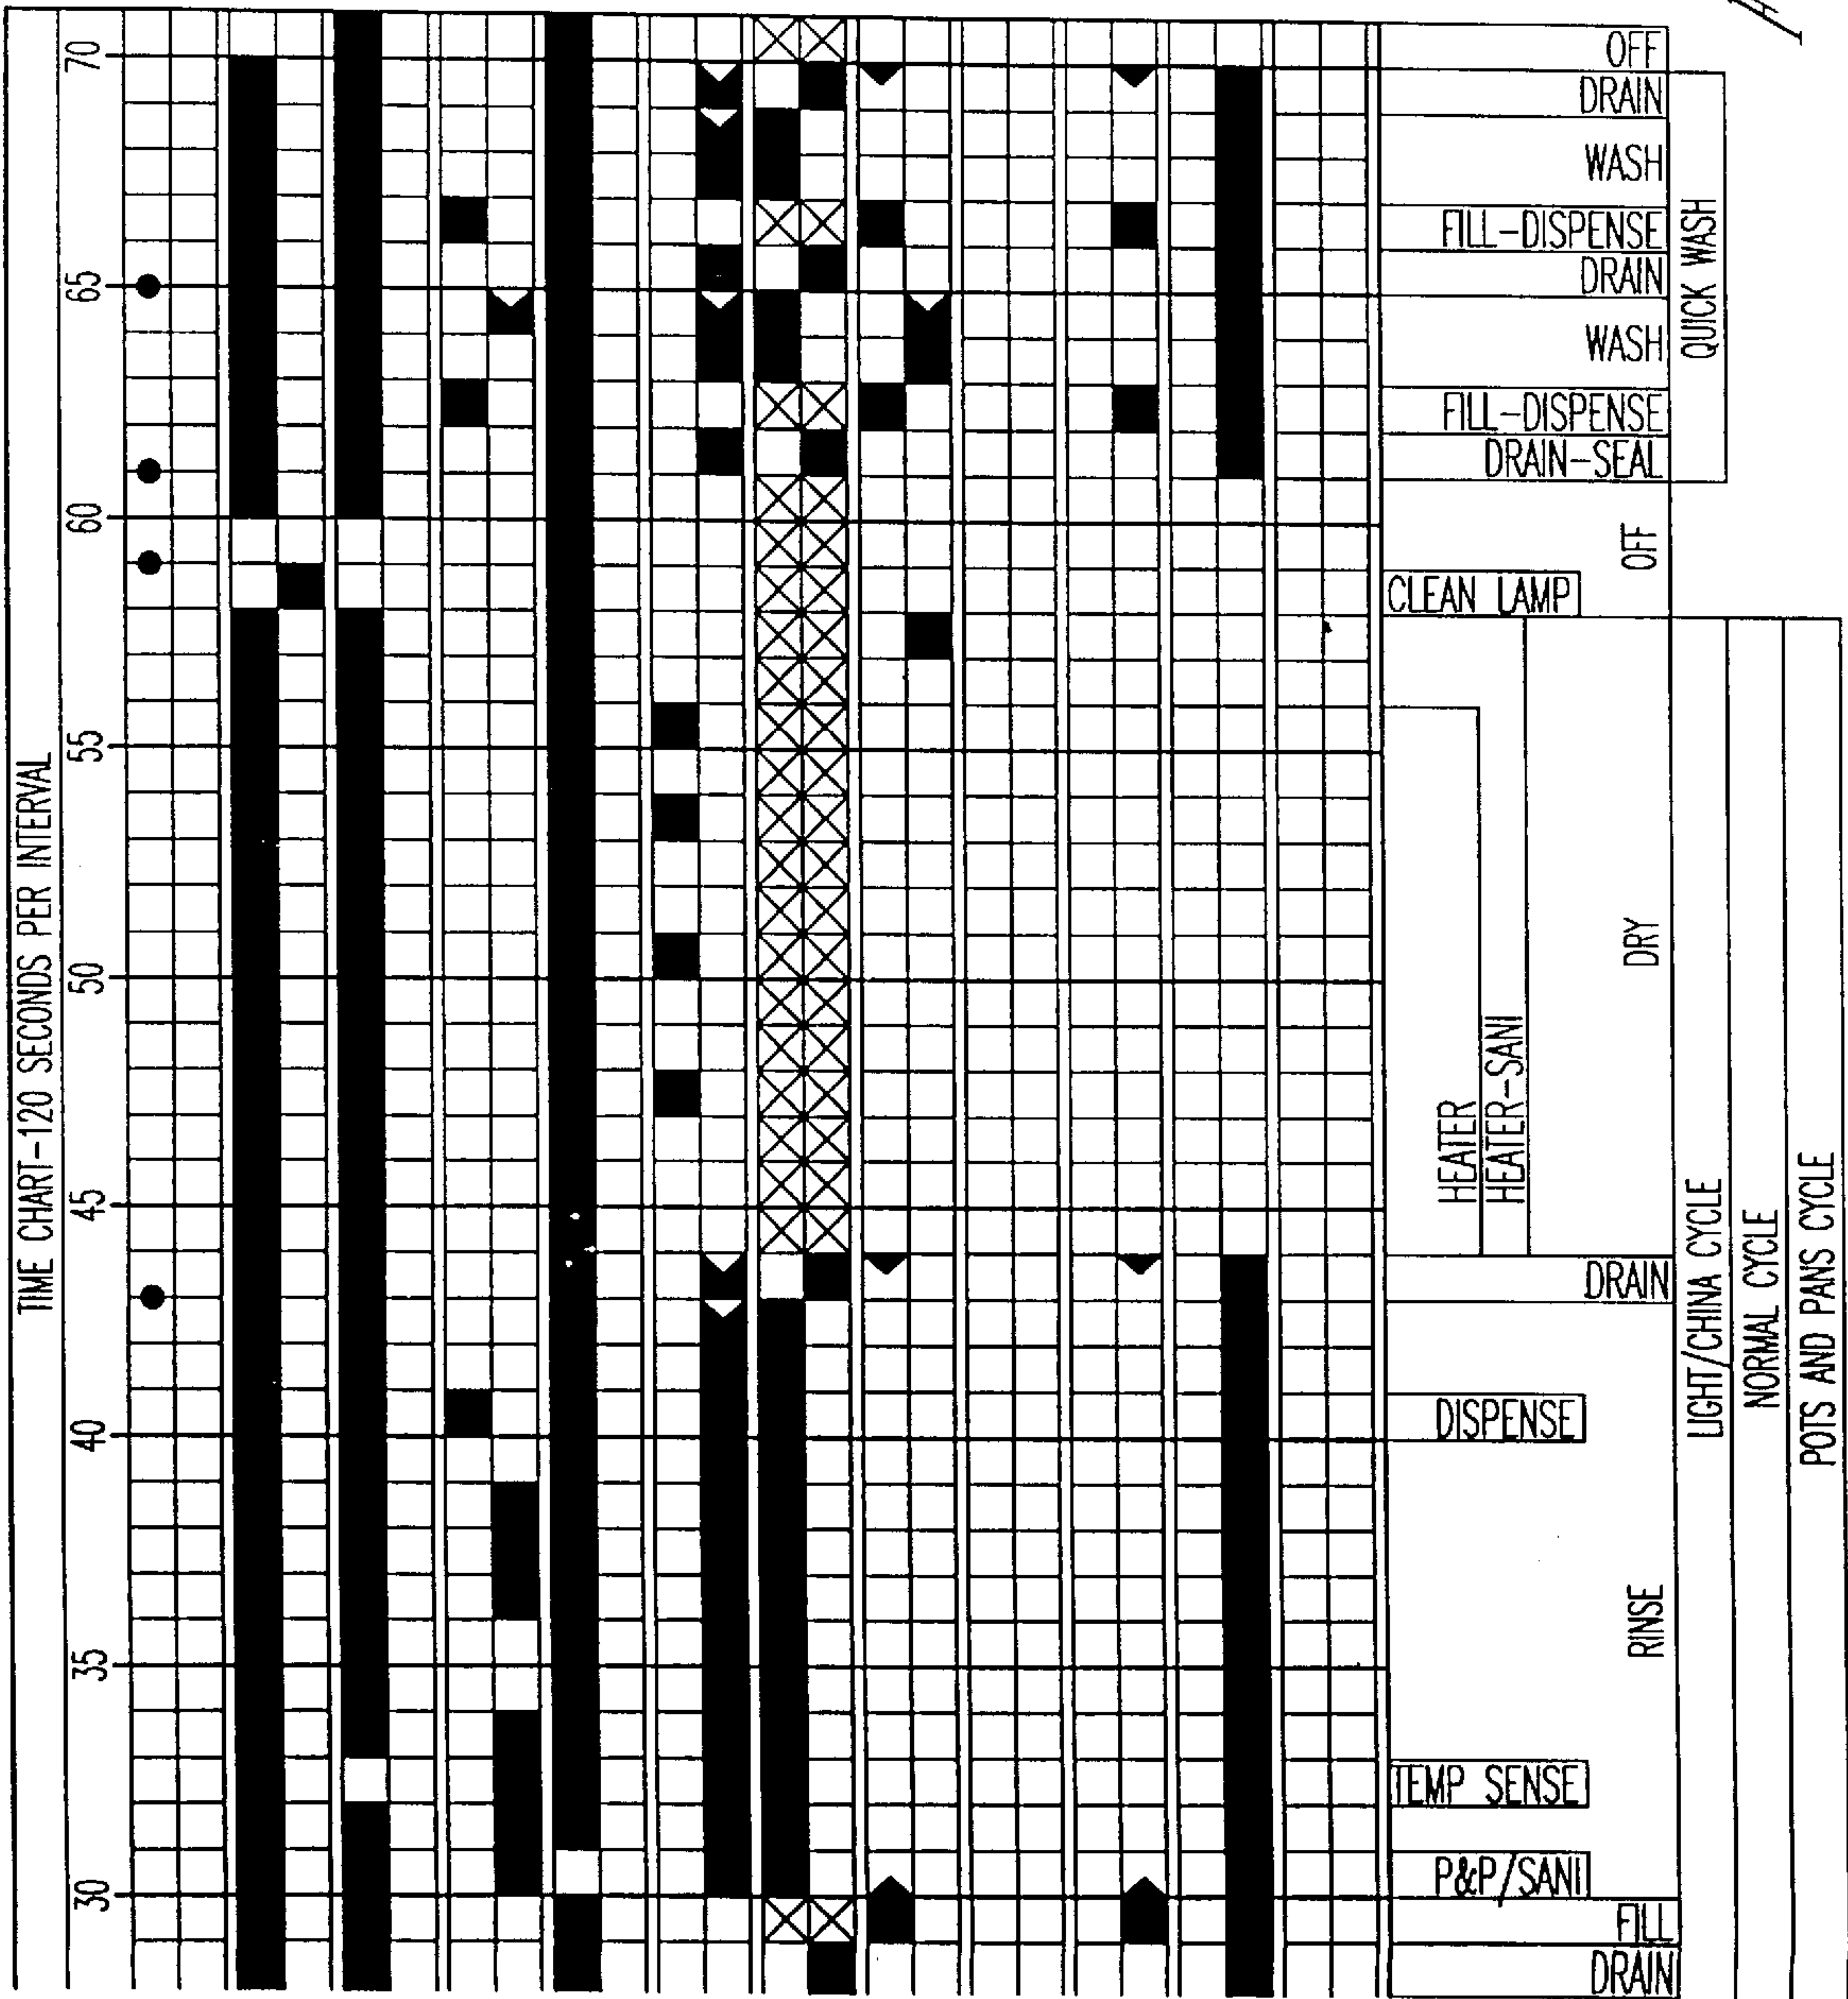 TIME CHART-120 SECONDS PER INTERVAL
70
65
60
55
50
45
40
35
30
OFF
DRAIN
WASH
FILL-DISPENSE
DRAIN
WASH
FILL-DISPENSE
DRAIN-SEAL
QUICK WASH
OFF
CLEAN LAMP
HEATER
HEATER-SANI
DRY
DRAIN
DISPENSE
RINSE
TEMP SENSE
P&P/SANI
FILL
DRAIN
LIGHT/CHINA CYCLE
NORMAL CYCLE
POTS AND PANS CYCLE